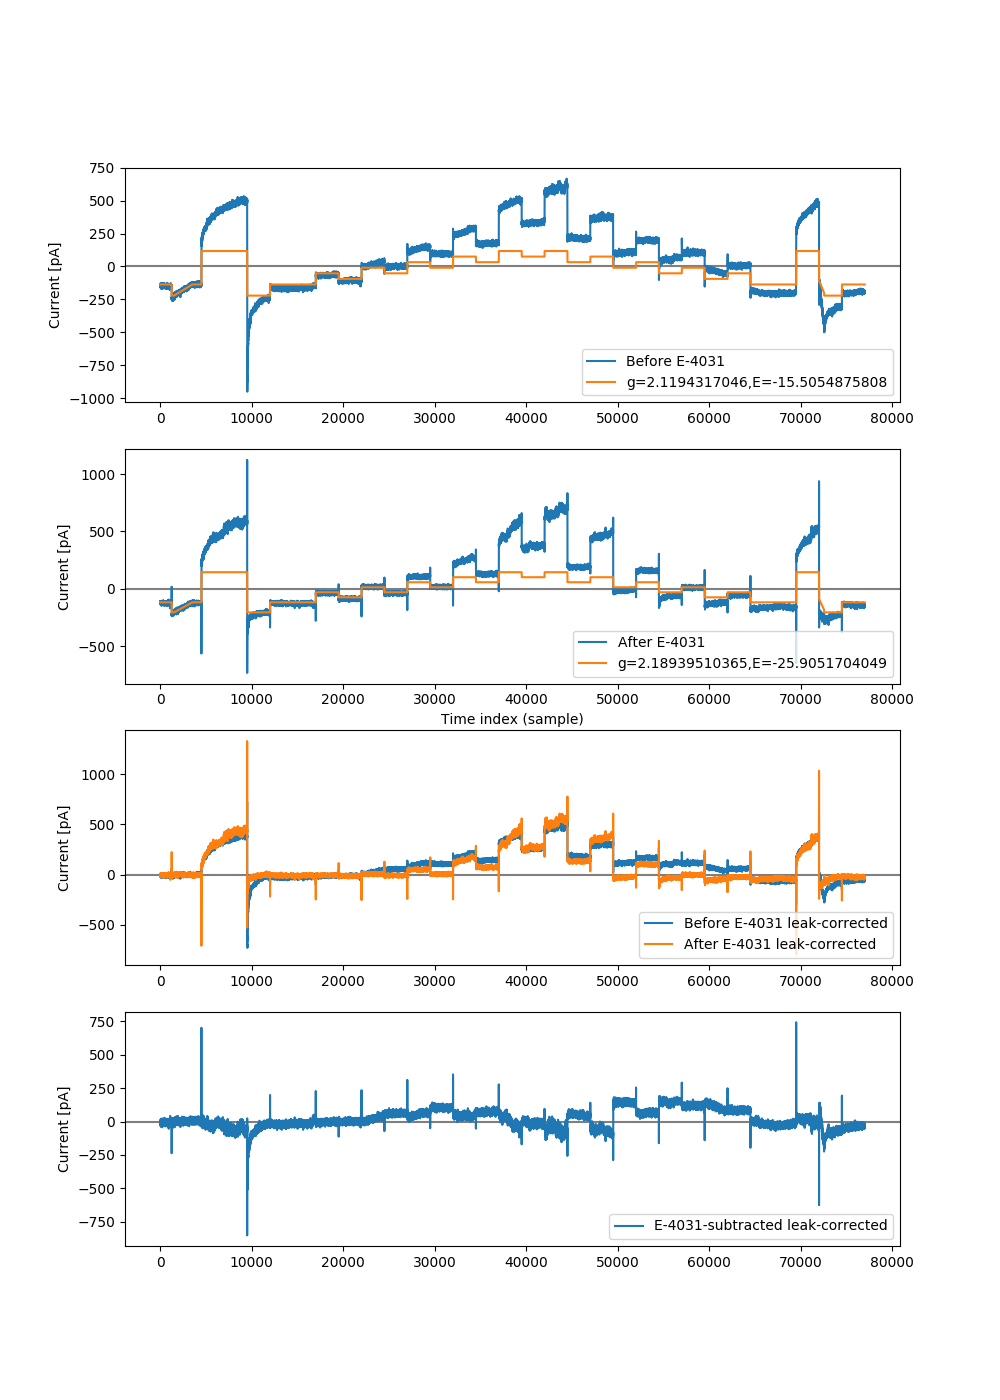 750
500
250
0
−250
−500
−750
−1000
Current [pA]
Before E-4031
g=2.1194317046,E=-15.5054875808
0 10000 20000 30000 40000 50000 60000 70000 80000
1000
500
0
−500
Current [pA]
After E-4031
g=2.18939510365,E=-25.9051704049
0 10000 20000 30000 40000 50000 60000 70000 80000
Time index (sample)
1000
500
0
−500
Current [pA]
Before E-4031 leak-corrected
After E-4031 leak-corrected
0 10000 20000 30000 40000 50000 60000 70000 80000
750
500
250
0
−250
−500
−750
Current [pA]
E-4031-subtracted leak-corrected
0 10000 20000 30000 40000 50000 60000 70000 80000